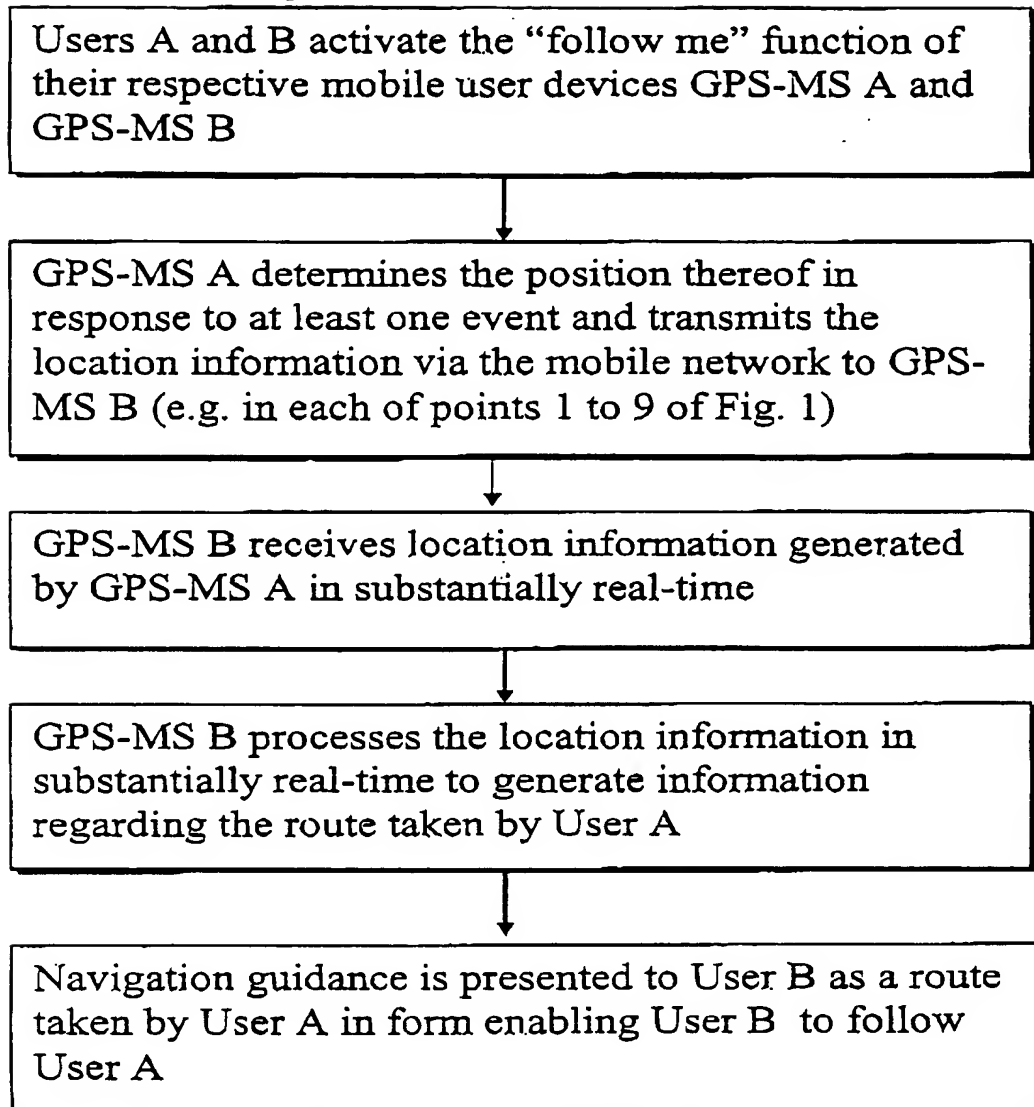 Users A and B activate the “follow me” function of
their respective mobile user devices GPS-MS A and
GPS-MS B
GPS-MS A determines the position thereof in
response to at least one event and transmits the
location information via the mobile network to GPS-
MS B (e.g. in each of points 1 to 9 of Fig. 1)
GPS-MS B receives location information generated
by GPS-MS A in substantially real-time
GPS-MS B processes the location information in
substantially real-time to generate information
regarding the route taken by User A
Navigation guidance is presented to User B as a route
taken by User A in form enabling User B to follow
User A